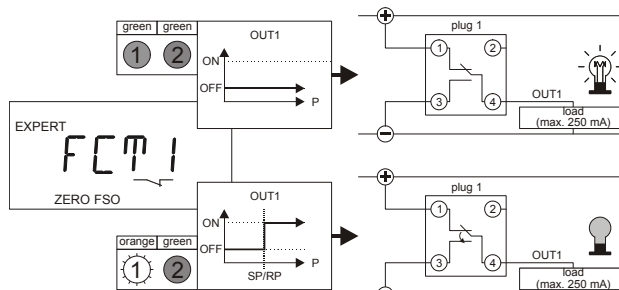 green green
1 2
OUT1
ON
OFF
P
plug 1
1 2
3 4
OUT1
load
(max. 250 mA)
EXPERT
FCT1
ZERO FSO
orange green
1 2
OUT1
ON
OFF
P
SP/RP
plug 1
1 2
3 4
OUT1
load
(max. 250 mA)